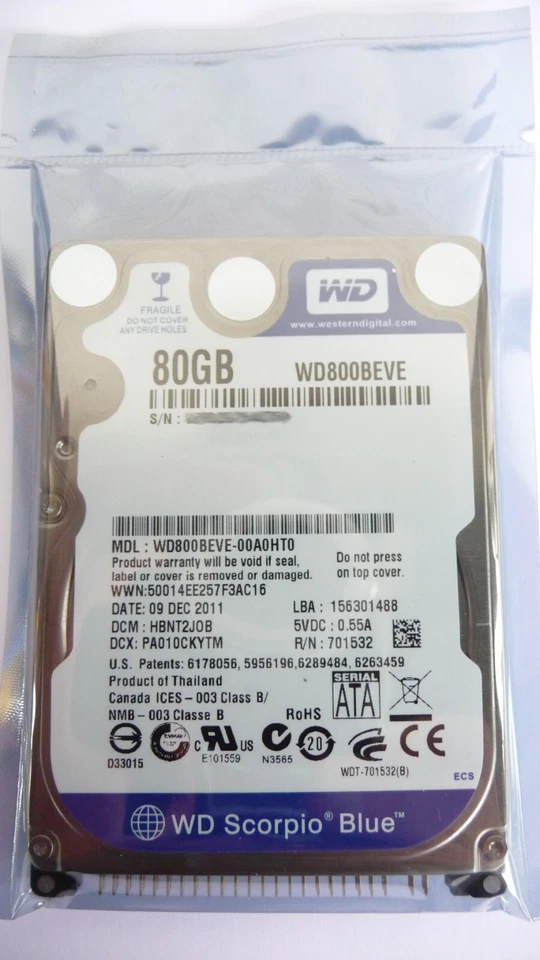 FRAGILE
DO NOT COVER
ANY DRIVE HOLES
WD
www.westerndigital.com
80GB WD800BEVE
S/N :
MDL : WD800BEVE-00A0HT0
Product warranty will be void if seal,
label or cover is removed or damaged.
Do not press
on top cover.
WWN:50014EE257F3AC16
DATE: 09 DEC 2011 LBA : 156301488
DCM : HBNT2JOB 5VDC : 0.55A
DCX: PA010CKYTM R/N : 701532
U.S. Patents: 6178056, 5956196,6289484, 6263459
Product of Thailand
Canada ICES - 003 Class B/
NMB - 003 Classe B
RoHS
SERIAL
ATA
D33015
C US
E101559
N3565
20
CE
WDT-701532(B)
ECS
WD Scorpio® Blue™